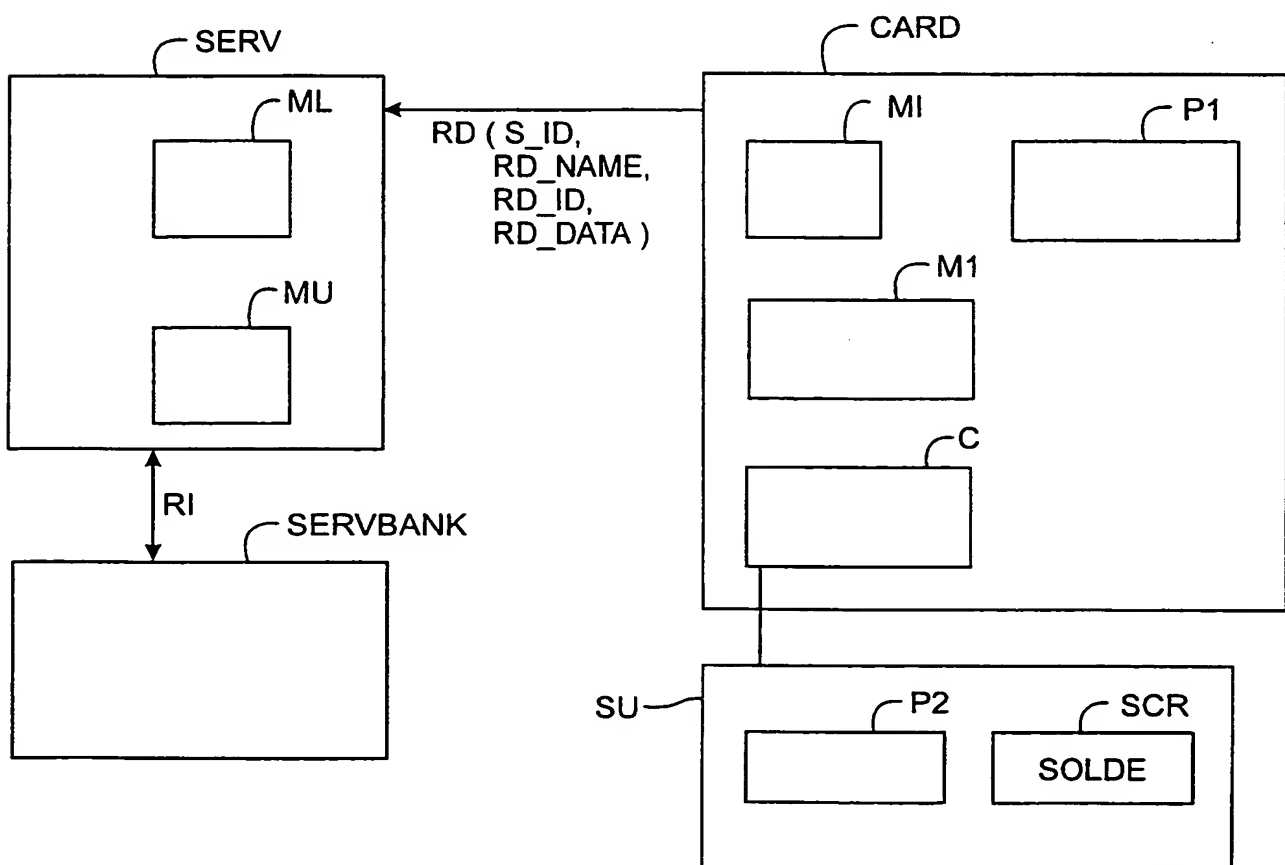 SERV
CARD
ML
MI
P1
RD ( S_ID,
RD_NAME,
RD_ID,
RD_DATA )
MU
M1
C
RI
SERVBANK
SU
P2
SCR
SOLDE